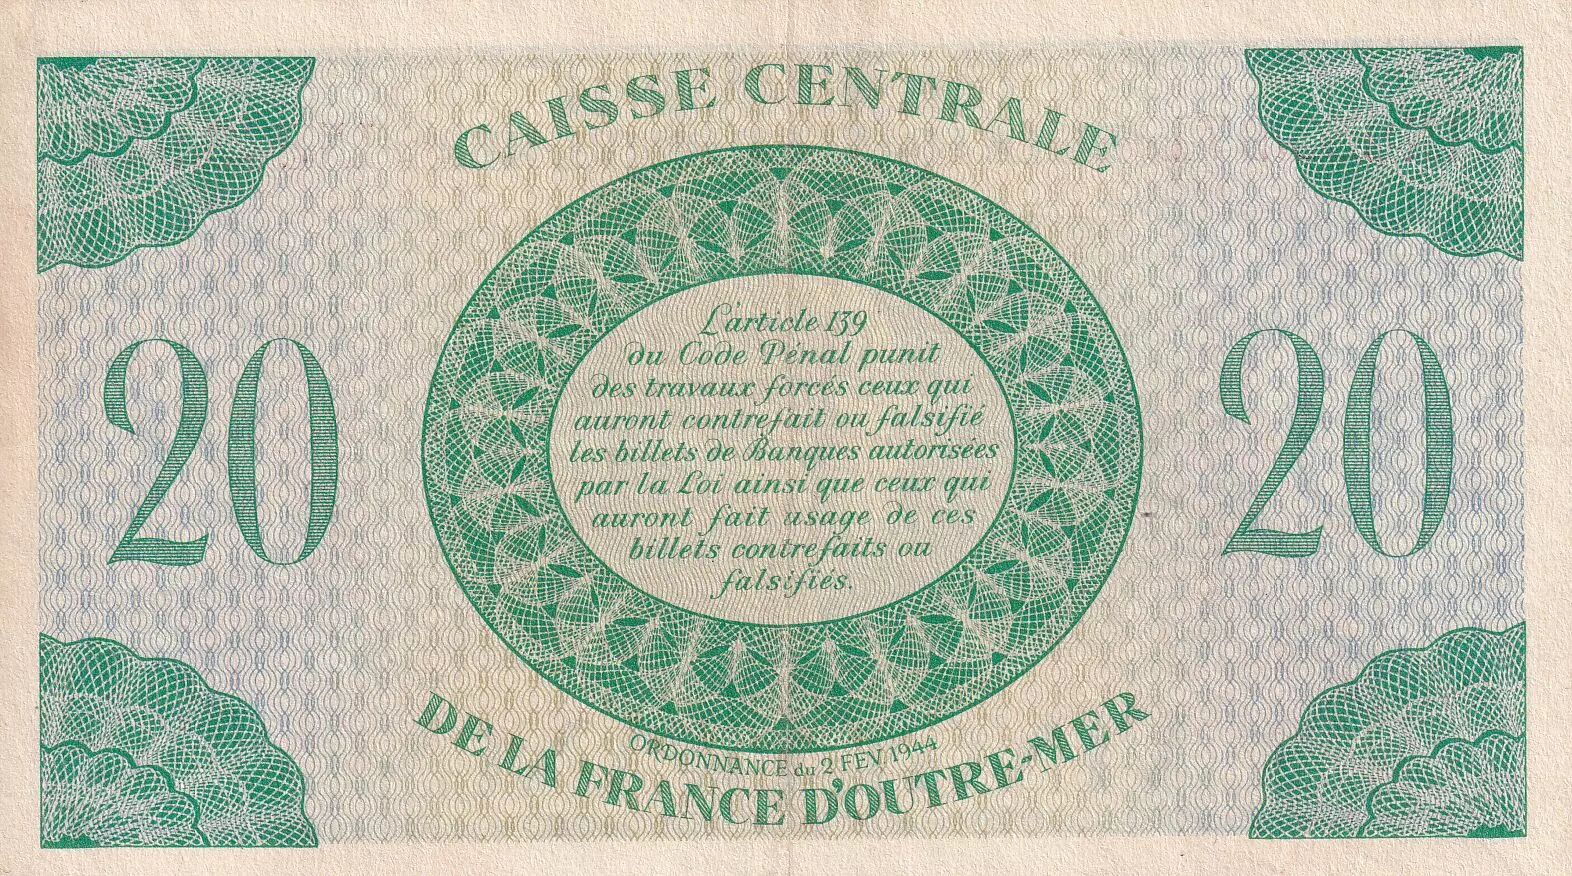 CAISSE CENTRALE
L'article 139
du Code Pénal punit
des travaux forcés ceux qui
auront contrefait ou falsifié
les billets de Banques autorisées
par la Loi ainsi que ceux qui
auront fait usage de ces
billets contrefaits ou
falsifiés.
20
20
ORDONNANCE du 2 FEV. 1944
DE LA FRANCE D'OUTRE-MER